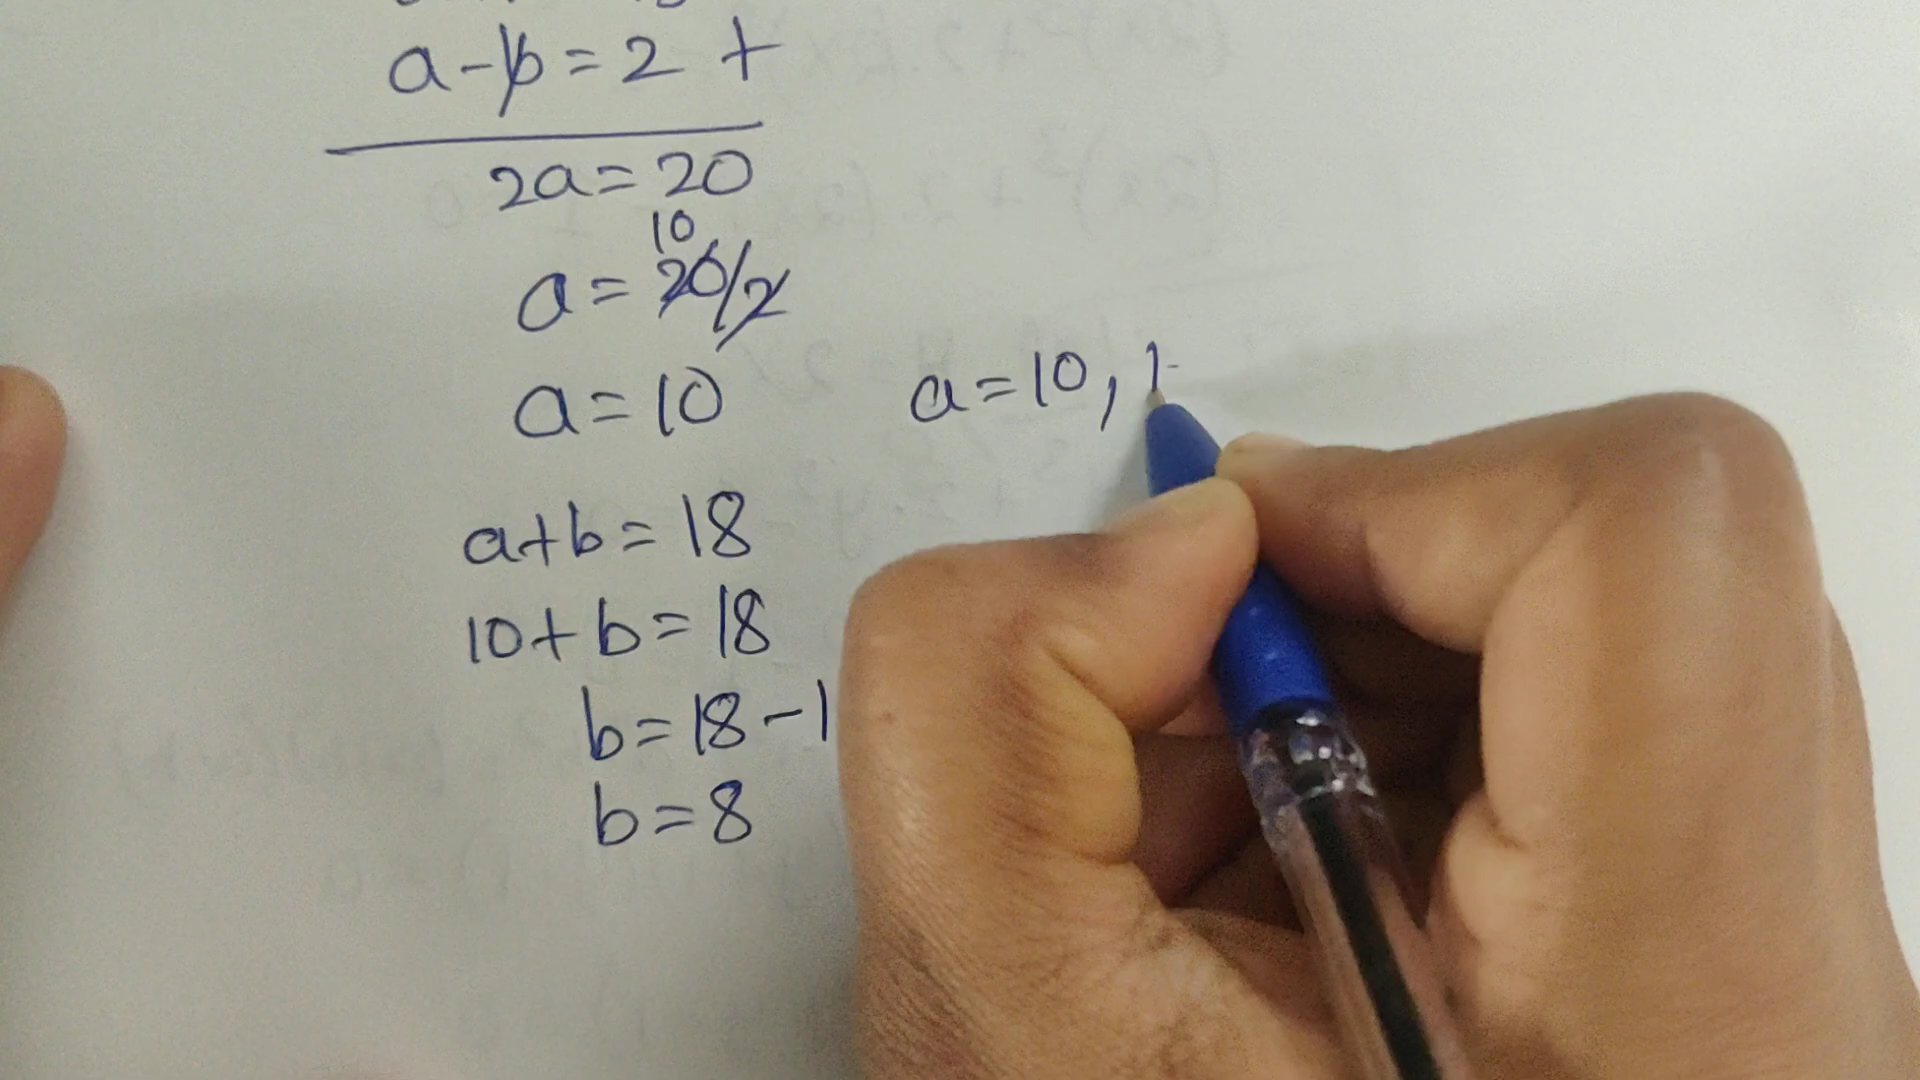 a-b=2 +
2a=20
10
a=20/2
a=10
a=10,
a+b=18
10+b=18
b=18-1
b=8